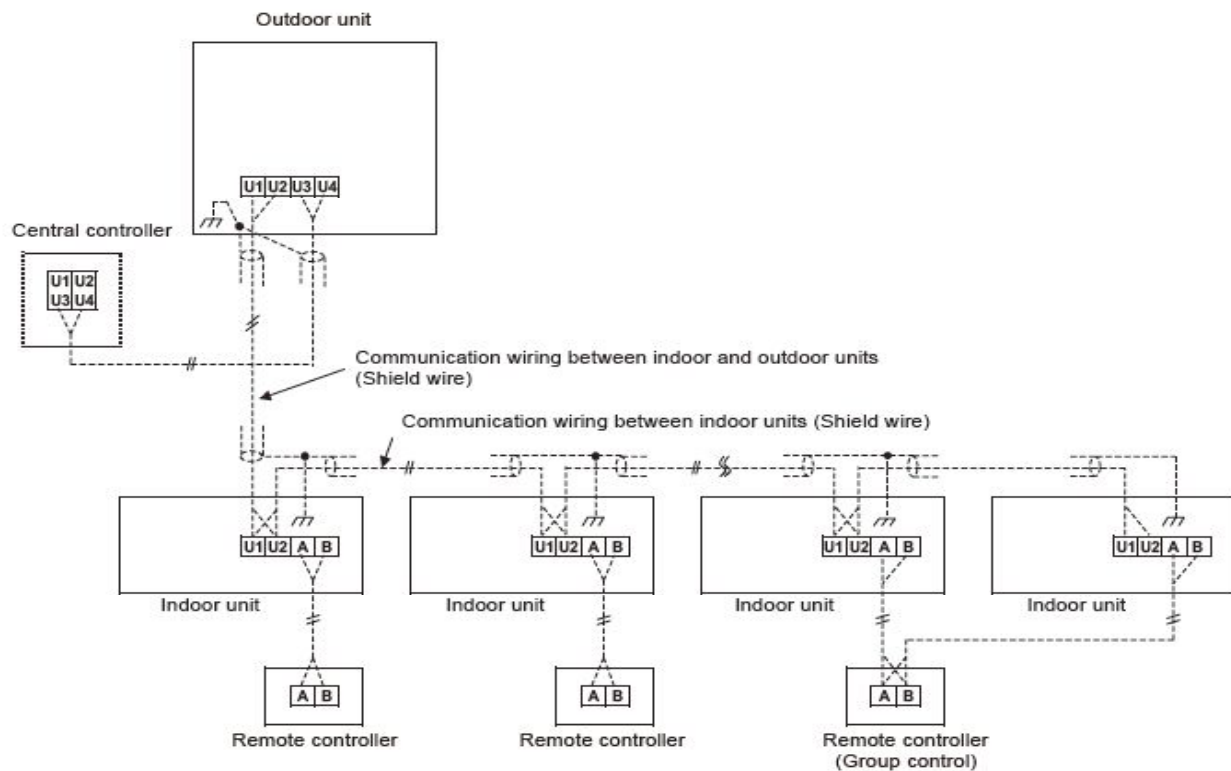 Outdoor unit
U1 U2 U3 U4
Central controller
U1 U2
U3 U4
Communication wiring between indoor and outdoor units
(Shield wire)
Communication wiring between indoor units (Shield wire)
U1 U2 A B
U1 U2 A B
U1 U2 A B
U1 U2 A B
Indoor unit
Indoor unit
Indoor unit
Indoor unit
A B
A B
A B
Remote controller
Remote controller
Remote controller
(Group control)